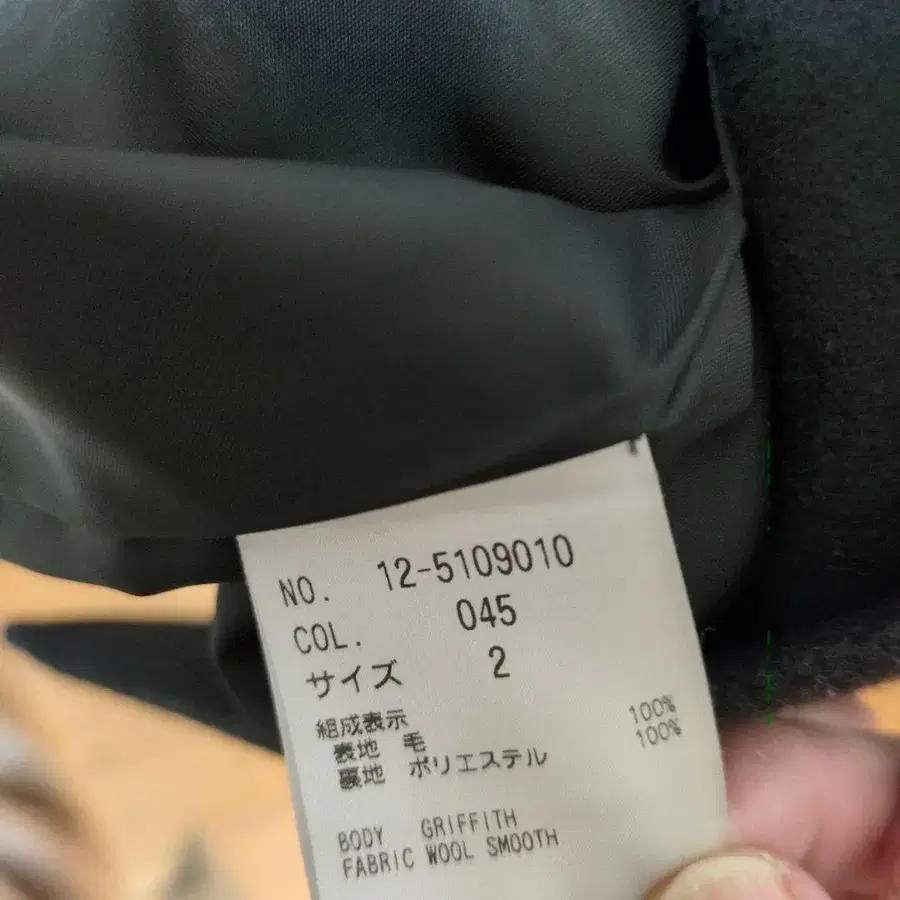 NO. 12-5109010
COL. 045
サイズ 2
組成表示
表地 毛 100%
裏地 ポリエステル 100%
BODY GRIFFITH
FABRIC WOOL SMOOTH